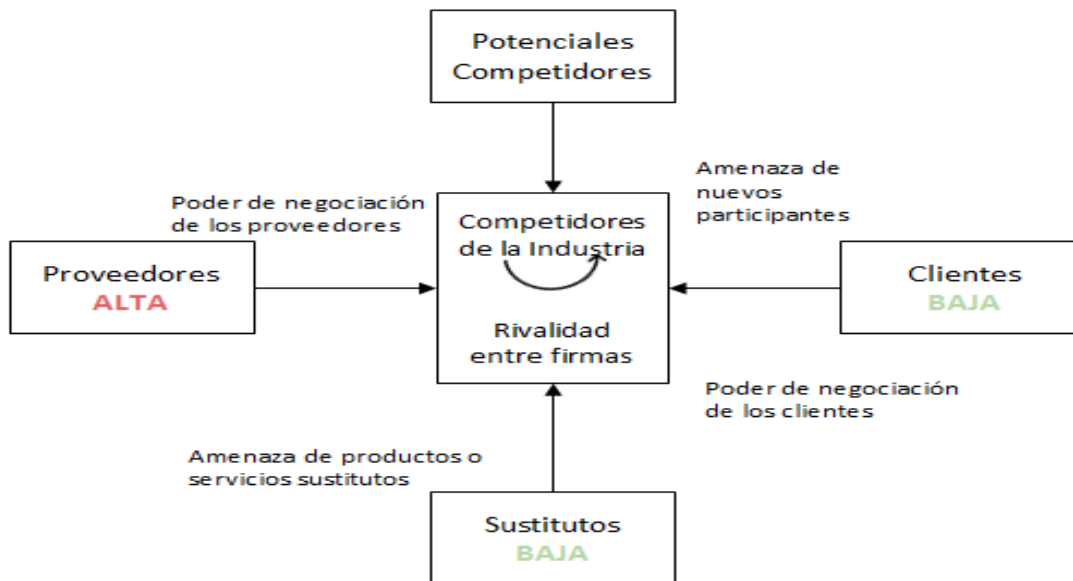 Potenciales
Competidores
Amenaza de
nuevos
participantes
Poder de negociación
de los proveedores
Competidores
de la Industria
Proveedores
ALTA
Clientes
BAJA
Rivalidad
entre firmas
Poder de negociación
de los clientes
Amenaza de productos o
servicios sustitutos
Sustitutos
BAJA